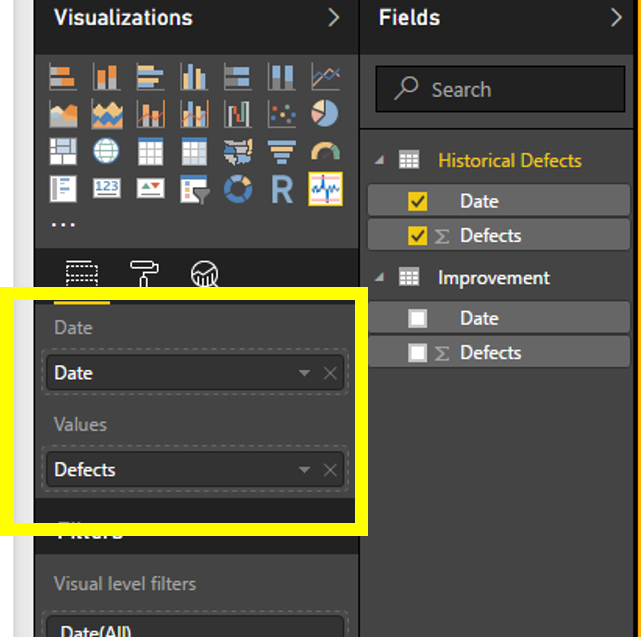 Visualizations
R
123
...
Date
Date
Values
Defects
Filters
Visual level filters
Date(All)
Fields
Search
Historical Defects
Date
Σ Defects
Improvement
Date
Σ Defects